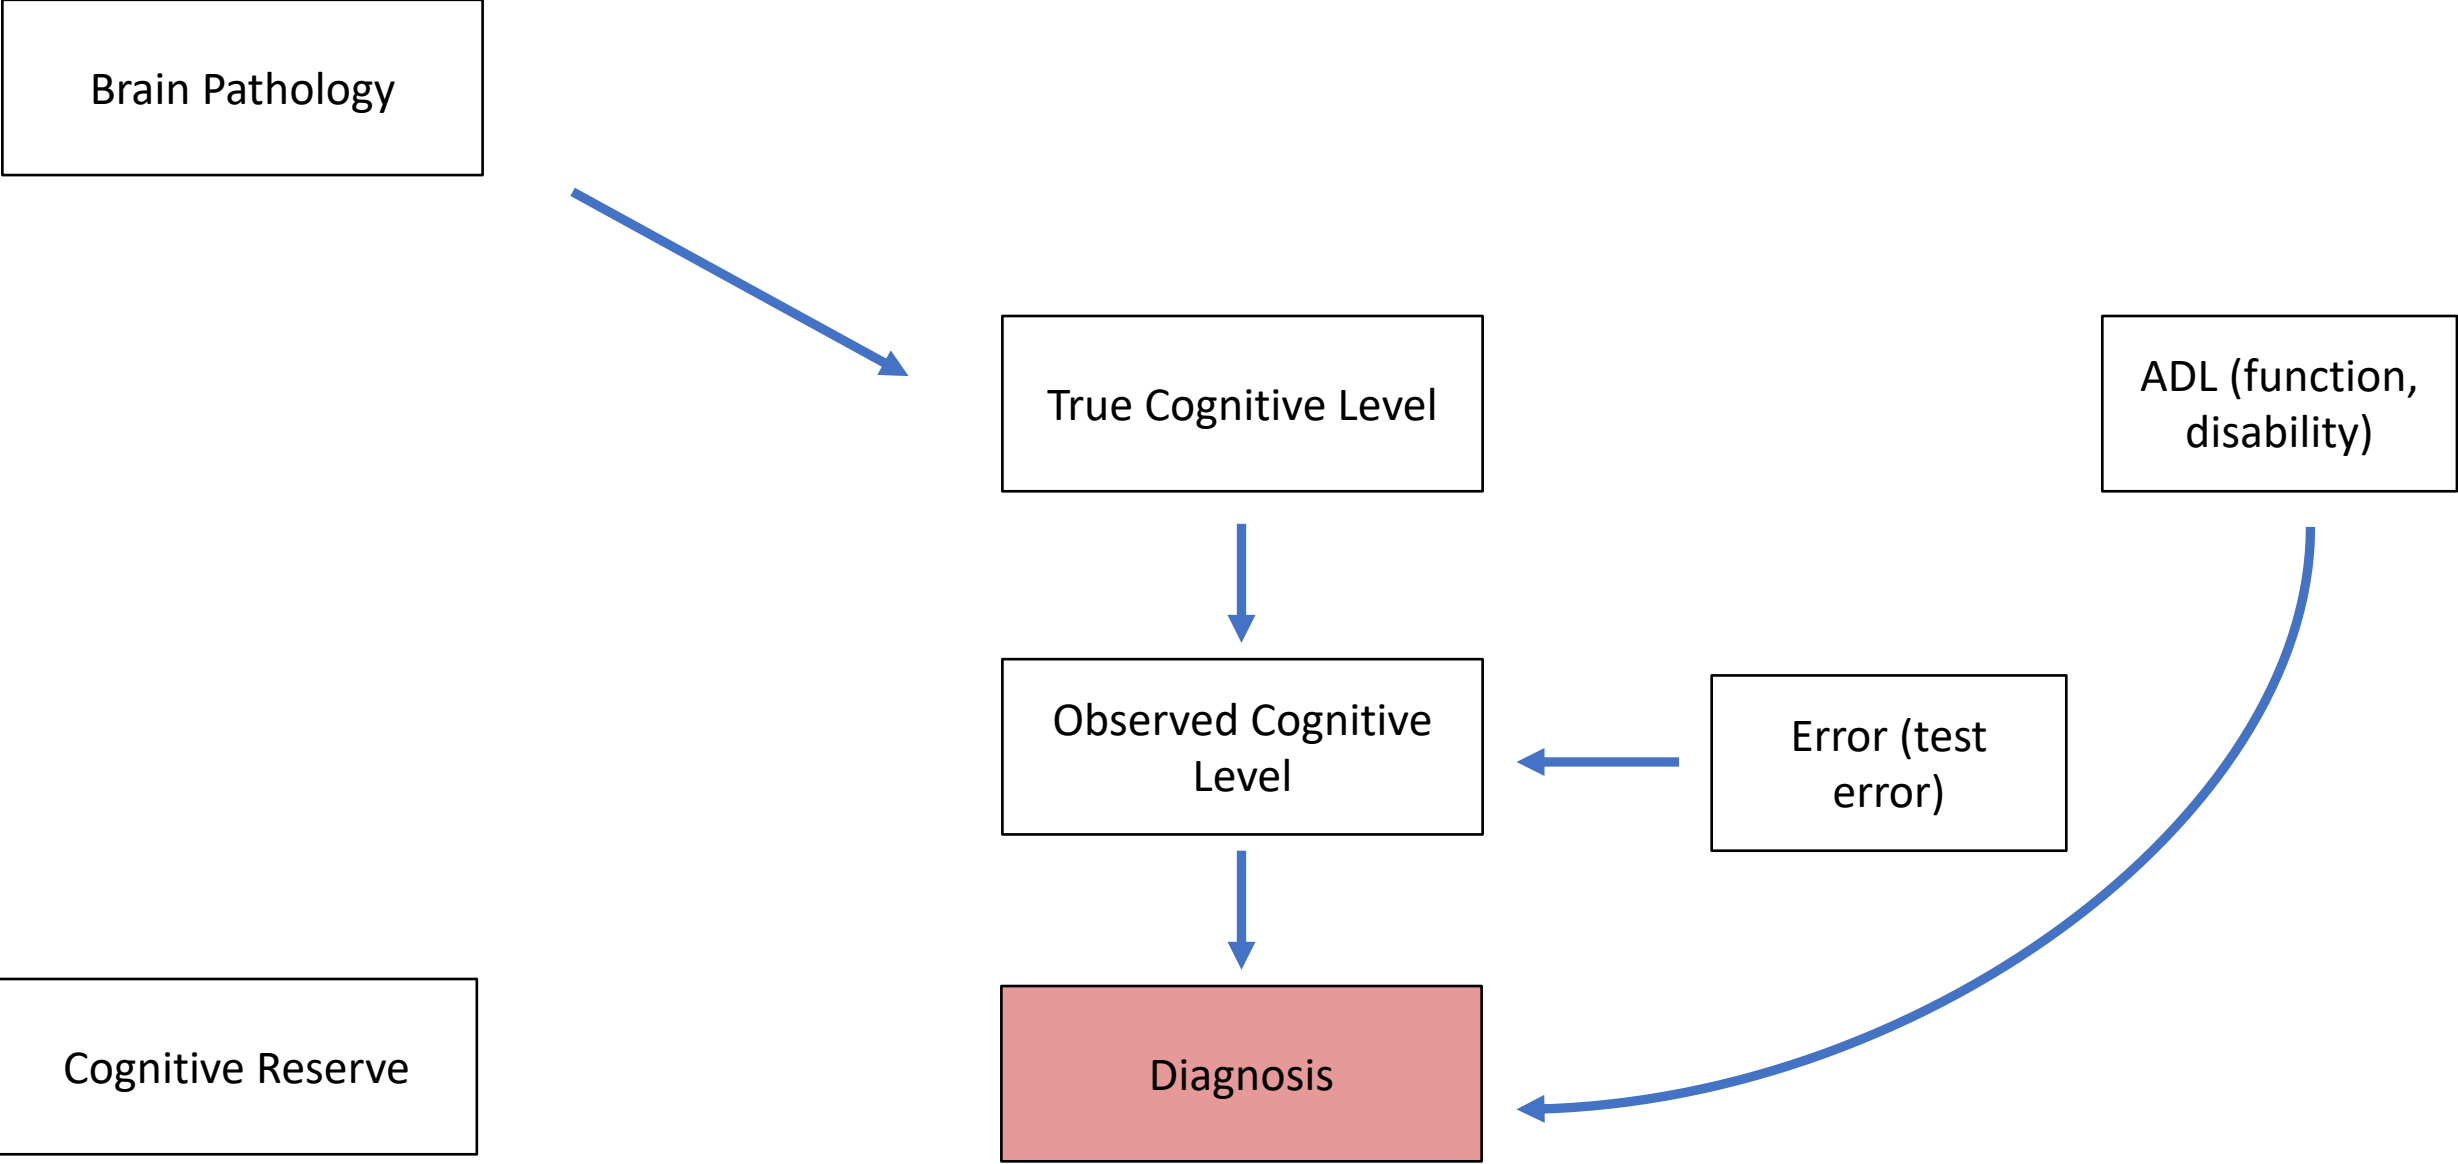 Brain Pathology
True Cognitive Level
ADL (function,
disability)
Observed Cognitive
Level
Error (test
error)
Cognitive Reserve
Diagnosis